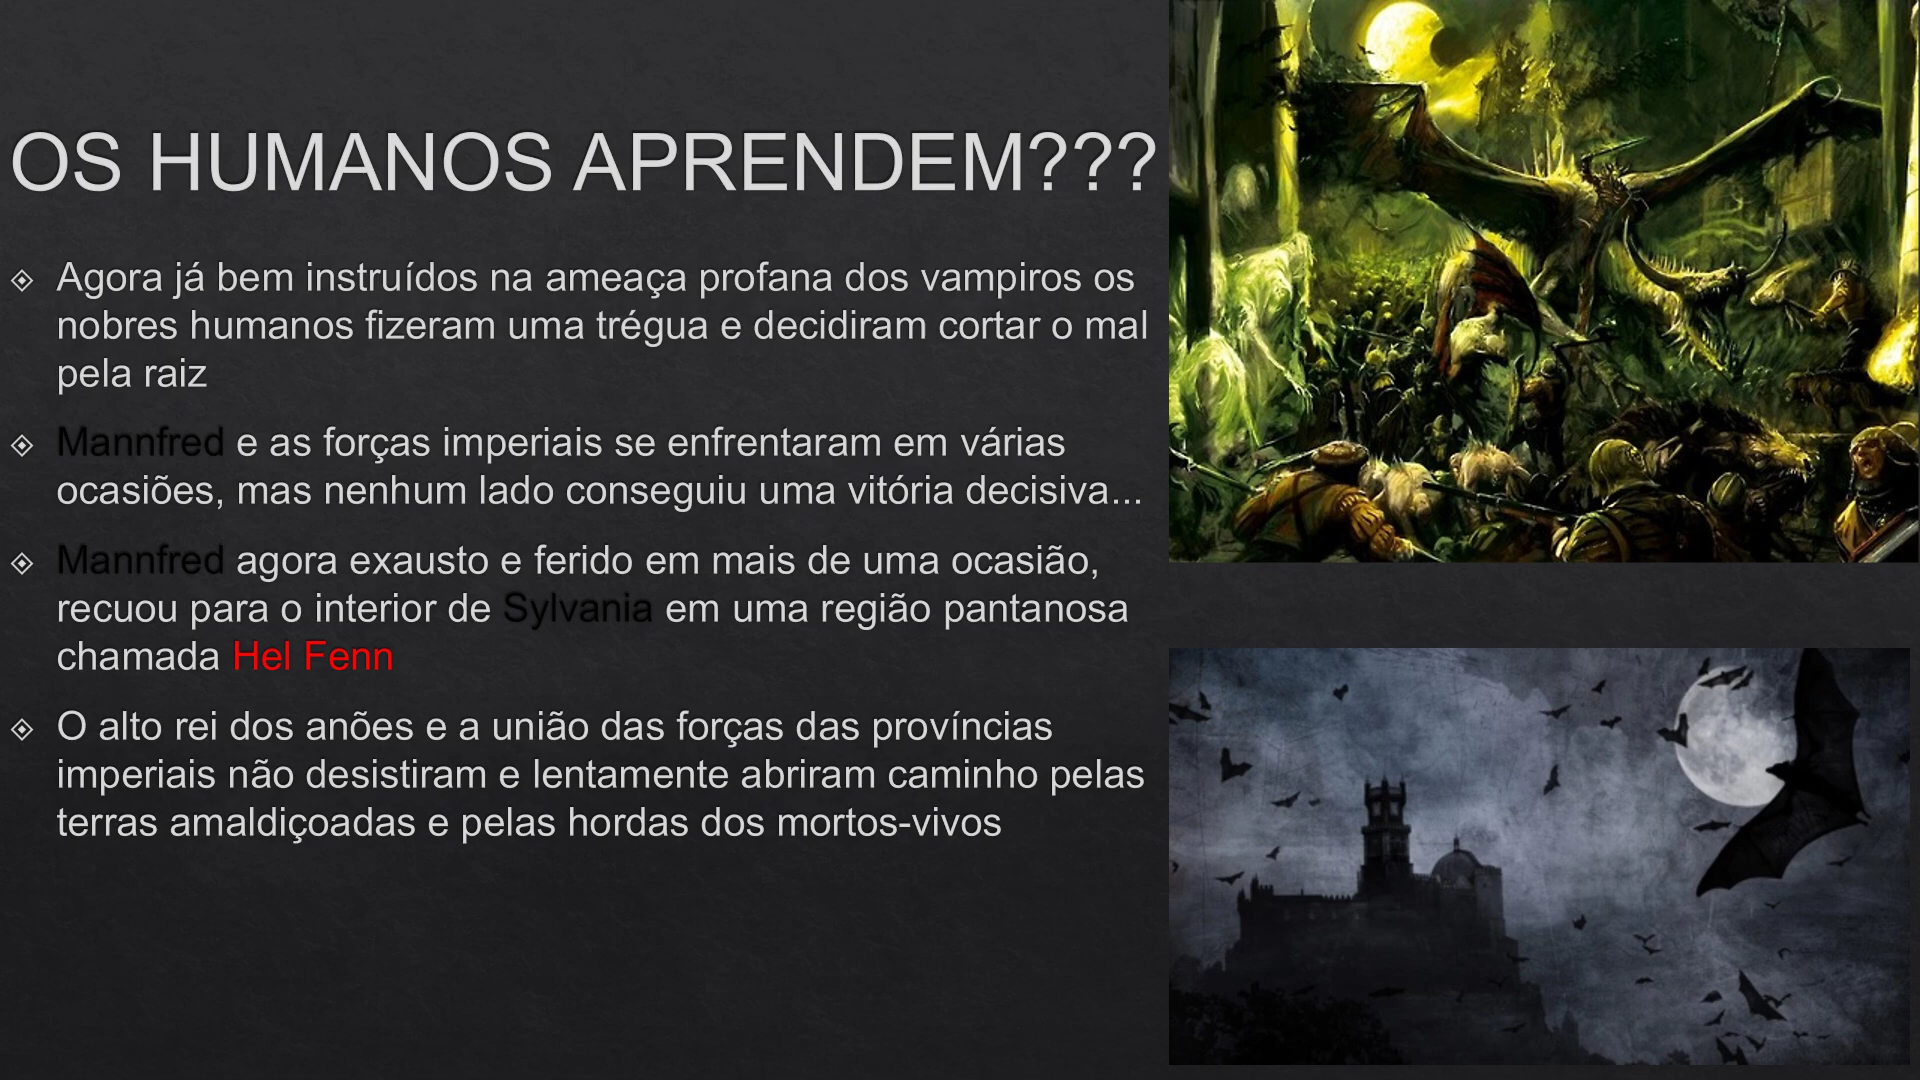 OS HUMANOS APRENDEM???
Agora já bem instruídos na ameaça profana dos vampiros os
nobres humanos fizeram uma trégua e decidiram cortar o mal
pela raiz
Mannfred e as forças imperiais se enfrentaram em várias
ocasiões, mas nenhum lado conseguiu uma vitória decisiva...
Mannfred agora exausto e ferido em mais de uma ocasião,
recuou para o interior de Sylvania em uma região pantanosa
chamada Hel Fenn
O alto rei dos anões e a união das forças das províncias
imperiais não desistiram e lentamente abriram caminho pelas
terras amaldiçoadas e pelas hordas dos mortos-vivos